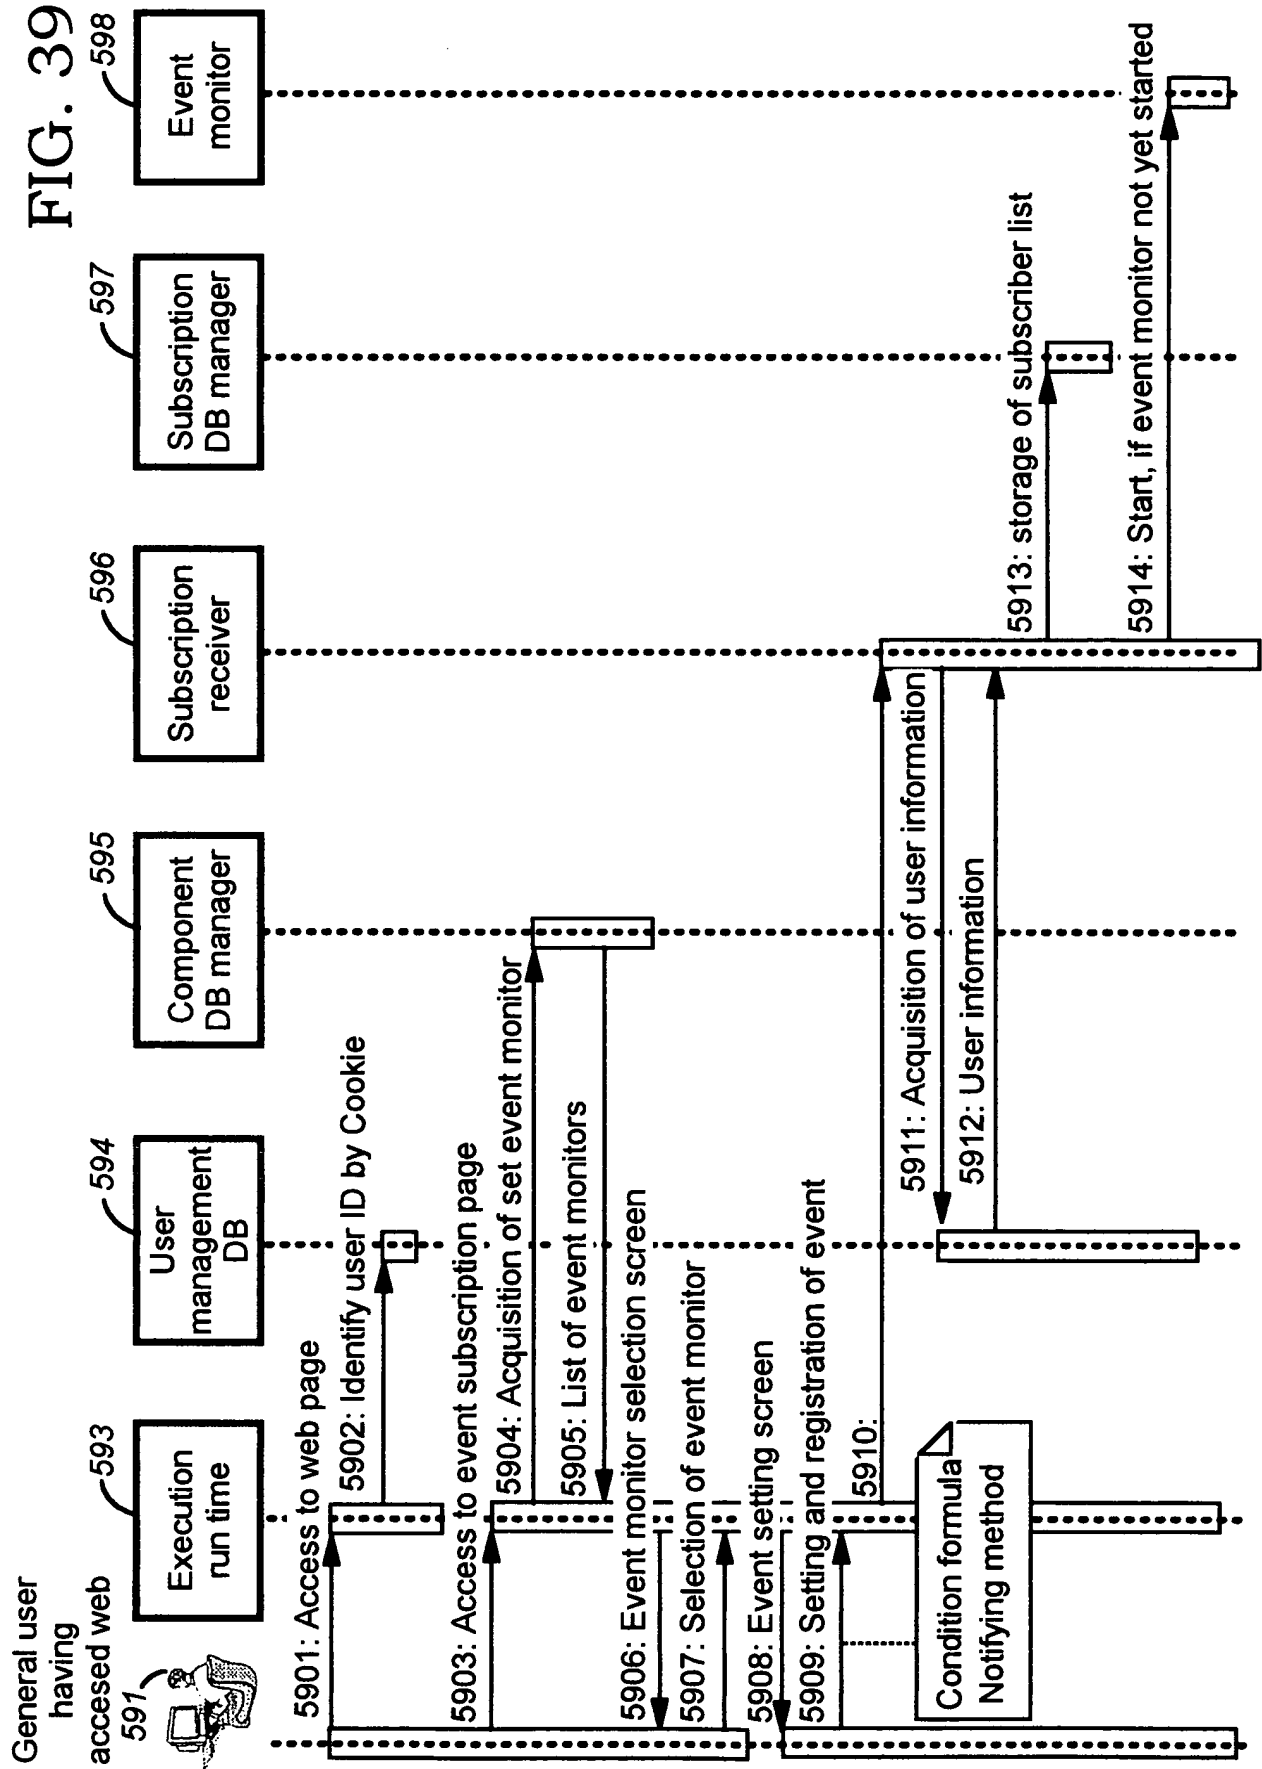 FIG. 39
General user
having
accesed web
591
593
Execution
run time
594
User
management
DB
595
Component
DB manager
596
Subscription
receiver
597
Subscription
DB manager
598
Event
monitor
5901: Access to web page
5902: Identify user ID by Cookie
5903: Access to event subscription page
5904: Acquisition of set event monitor
5905: List of event monitors
5906: Event monitor selection screen
5907: Selection of event monitor
5908: Event setting screen
5909: Setting and registration of event
5910:
Condition formula
Notifying method
5911: Acquisition of user information
5912: User information
5913: storage of subscriber list
5914: Start, if event monitor not yet started